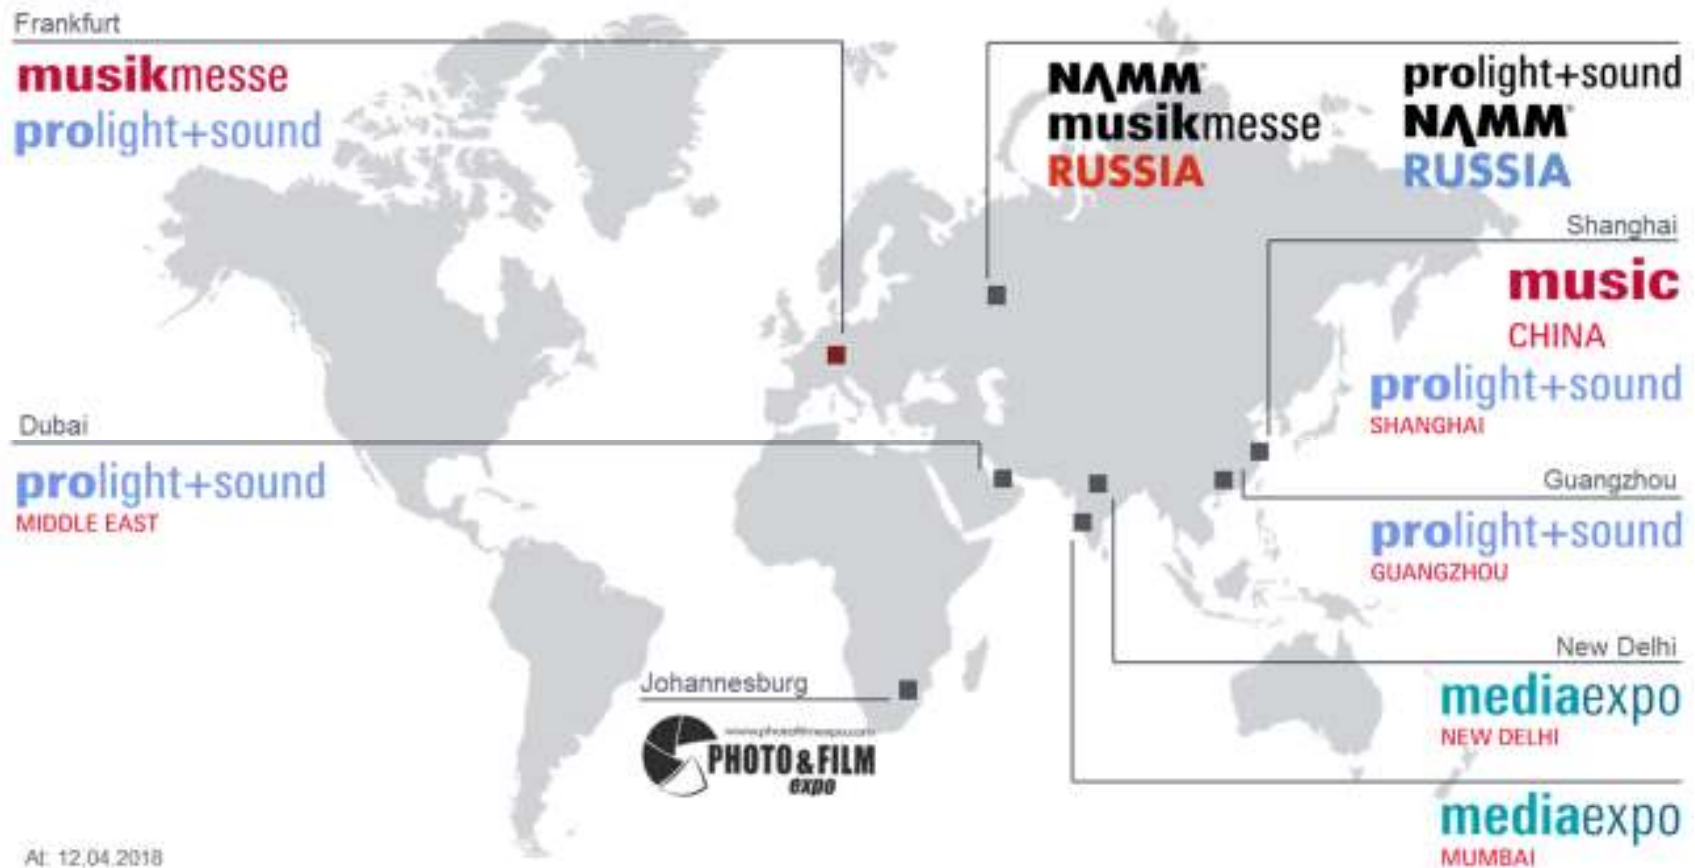 Frankfurt
musikmesse
prolight+sound
NAMM®
musikmesse
RUSSIA
prolight+sound
NAMM®
RUSSIA
Shanghai
music
CHINA
prolight+sound
SHANGHAI
Dubai
prolight+sound
MIDDLE EAST
Guangzhou
prolight+sound
GUANGZHOU
New Delhi
mediaexpo
NEW DELHI
Johannesburg
PHOTO & FILM
expo
mediaexpo
MUMBAI
At: 12.04.2018